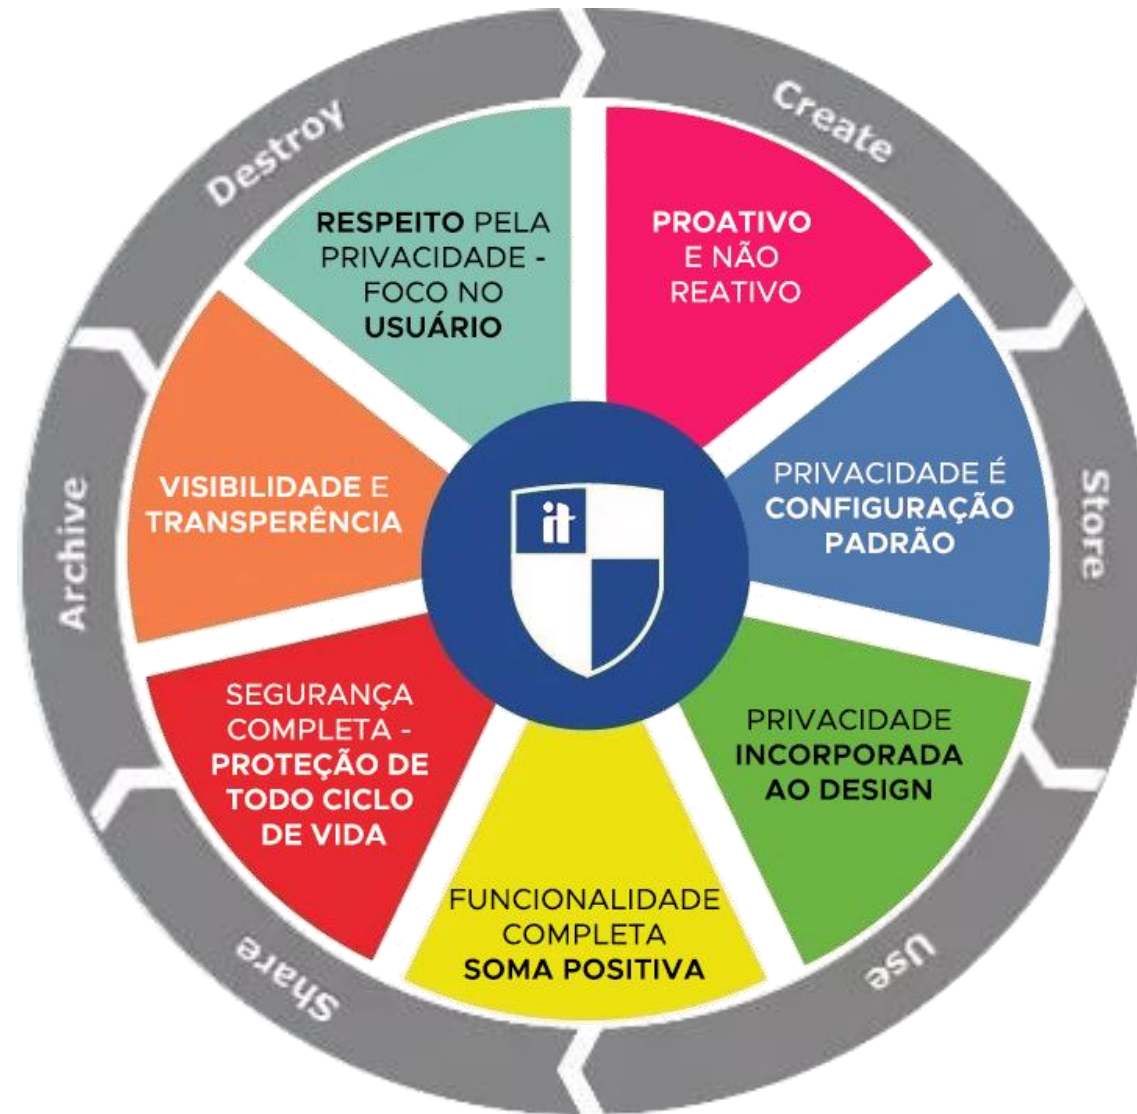 Create
Store
Use
Share
Archive
Destroy
PROATIVO
E NÃO
REATIVO
PRIVACIDADE É
CONFIGURAÇÃO
PADRÃO
PRIVACIDADE
INCORPORADA
AO DESIGN
FUNCIONALIDADE
COMPLETA
SOMA POSITIVA
SEGURANÇA
COMPLETA -
PROTEÇÃO DE
TODO CICLO
DE VIDA
VISIBILIDADE E
TRANSPERÊNCIA
RESPEITO PELA
PRIVACIDADE -
FOCO NO
USUÁRIO
it